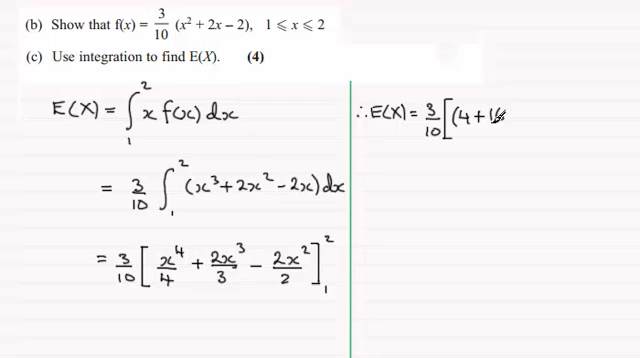 (b) Show that f(x) = 3/10 (x² + 2x − 2), 1 ⩽ x ⩽ 2
(c) Use integration to find E(X). (4)
E(X) = ∫₁² x f(x) dx
= 3/10 ∫₁² (x³ + 2x² − 2x) dx
= 3/10 [x⁴/4 + 2x³/3 − 2x²/2]₁²
∴ E(X) = 3/10 [(4 + 16